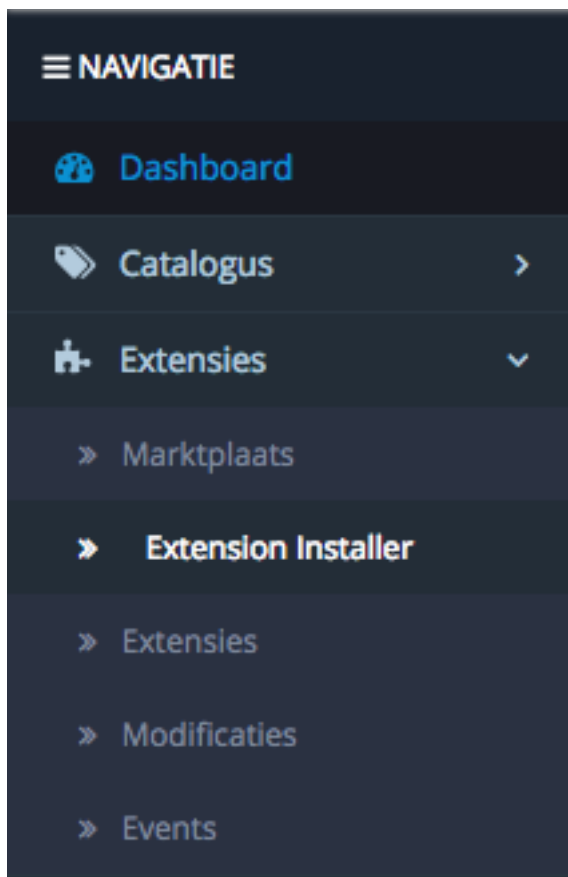 NAVIGATIE
Dashboard
Catalogus
Extensies
Marktplaats
Extension Installer
Extensies
Modificaties
Events